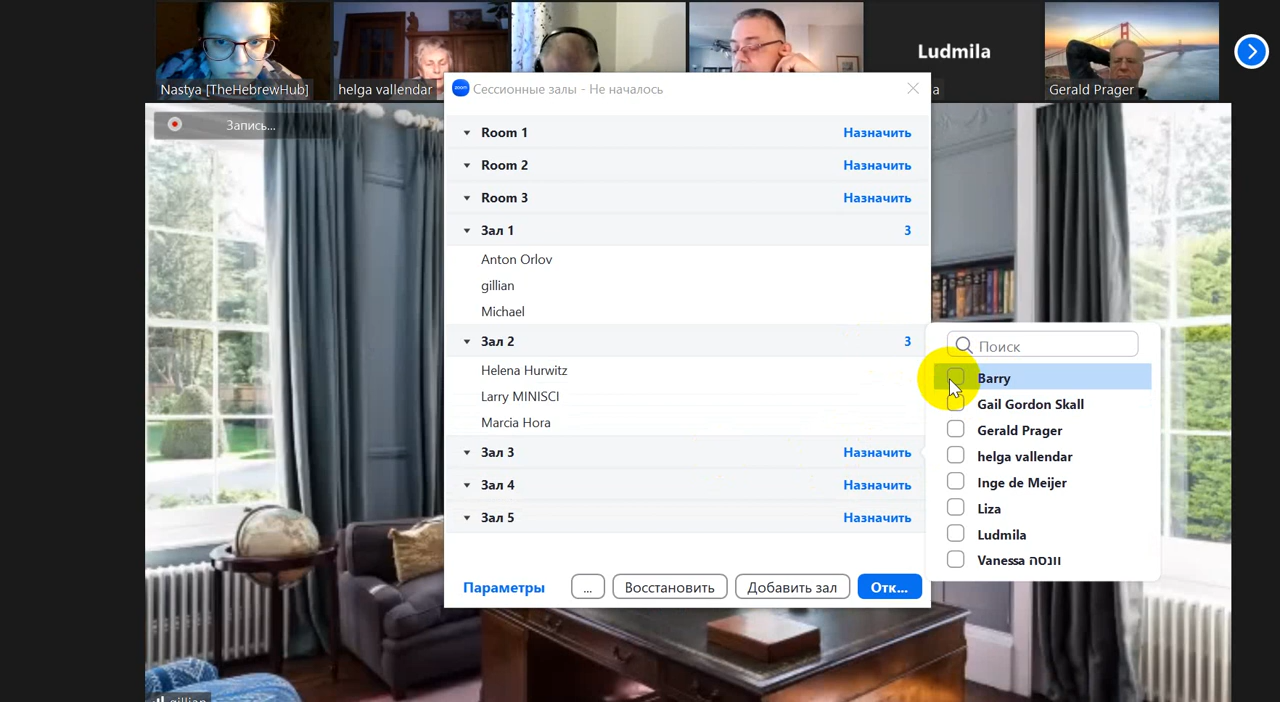 Ludmila
Nastya [TheHebrewHub]
helga vallendar
a
Gerald Prager
Запись...
zoom
Сессионные залы - Не началось
Room 1 Назначить
Room 2 Назначить
Room 3 Назначить
Зал 1 3
Anton Orlov
gillian
Michael
Зал 2 3
Helena Hurwitz
Larry MINISCI
Marcia Hora
Зал 3 Назначить
Зал 4 Назначить
Зал 5 Назначить
Параметры ... Восстановить Добавить зал Отк...
Поиск
Barry
Gail Gordon Skall
Gerald Prager
helga vallendar
Inge de Meijer
Liza
Ludmila
Vanessa וונסה
gillian